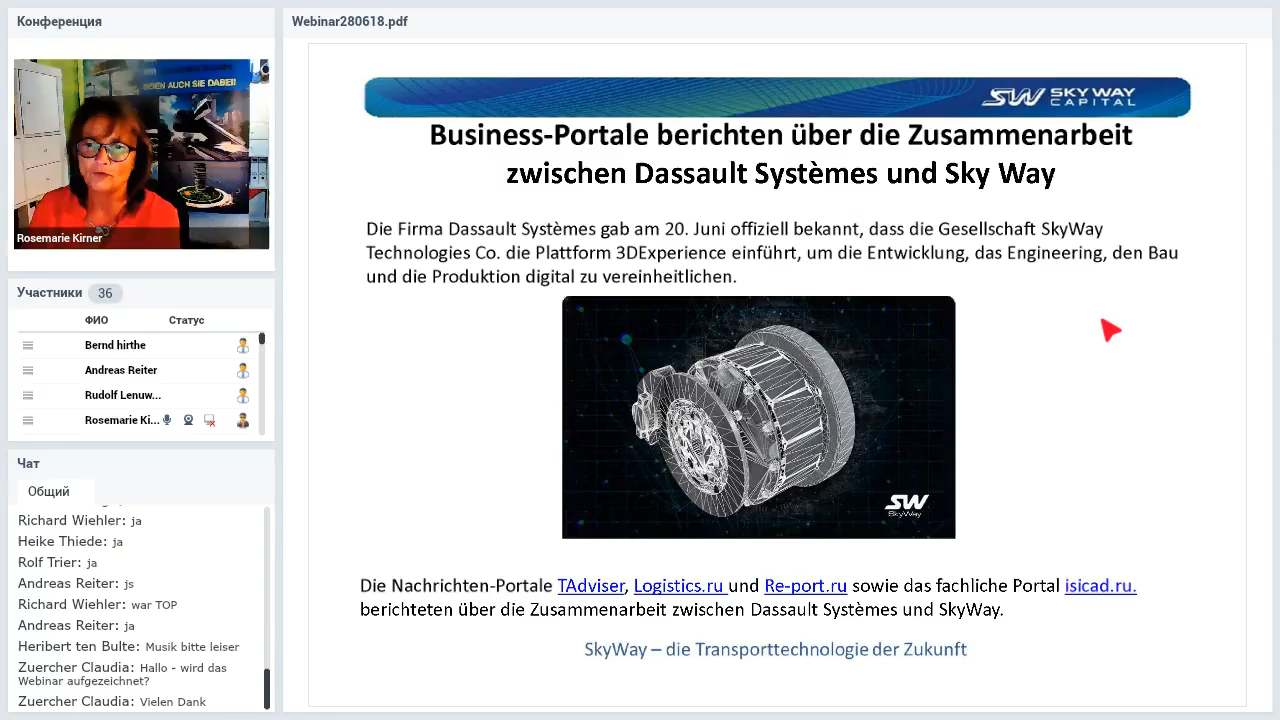 Конференция
GEHEN AUCH SIE DABEI!
Rosemarie Kirner
Участники 36
ФИО Статус
Bernd hirthe
Andreas Reiter
Rudolf Lenuw...
Rosemarie Ki...
Чат
Общий
Richard Wiehler: ja
Heike Thiede: ja
Rolf Trier: ja
Andreas Reiter: js
Richard Wiehler: war TOP
Andreas Reiter: ja
Heribert ten Bulte: Musik bitte leiser
Zuercher Claudia: Hallo - wird das
Webinar aufgezeichnet?
Zuercher Claudia: Vielen Dank
Webinar280618.pdf
SW SKY WAY
CAPITAL
Business-Portale berichten über die Zusammenarbeit
zwischen Dassault Systèmes und Sky Way
Die Firma Dassault Systèmes gab am 20. Juni offiziell bekannt, dass die Gesellschaft SkyWay
Technologies Co. die Plattform 3DExperience einführt, um die Entwicklung, das Engineering, den Bau
und die Produktion digital zu vereinheitlichen.
SW
SkyWay
Die Nachrichten-Portale TAdviser, Logistics.ru und Re-port.ru sowie das fachliche Portal isicad.ru.
berichteten über die Zusammenarbeit zwischen Dassault Systèmes und SkyWay.
SkyWay – die Transporttechnologie der Zukunft